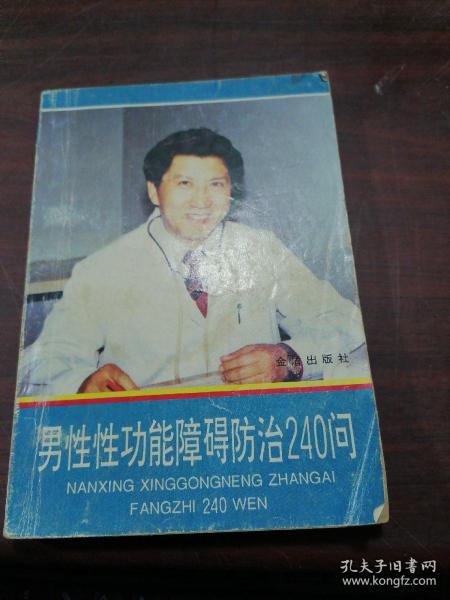 金盾出版社
男性性功能障碍防治240问
NANXING XINGGONGNENG ZHANGAI
FANGZHI 240 WEN
孔夫子旧书网
www.kongfz.com